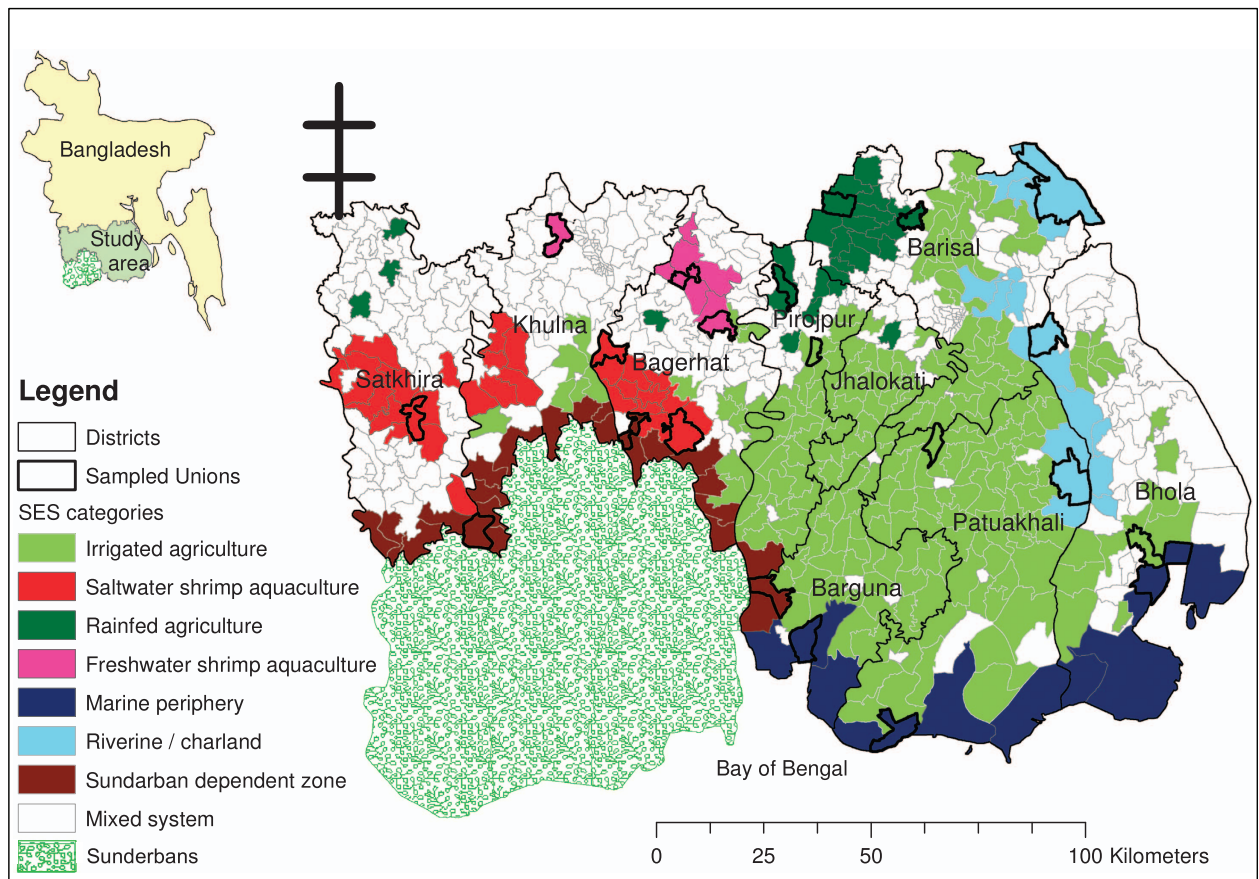 Bangladesh
Study
area
Barisal
Khulna
Pirojpur
Bagerhat
Satkhira
Jhalokati
Bhola
Patuakhali
Barguna
Bay of Bengal
Legend
Districts
Sampled Unions
SES categories
Irrigated agriculture
Saltwater shrimp aquaculture
Rainfed agriculture
Freshwater shrimp aquaculture
Marine periphery
Riverine / charland
Sundarban dependent zone
Mixed system
Sunderbans
0 25 50 100 Kilometers